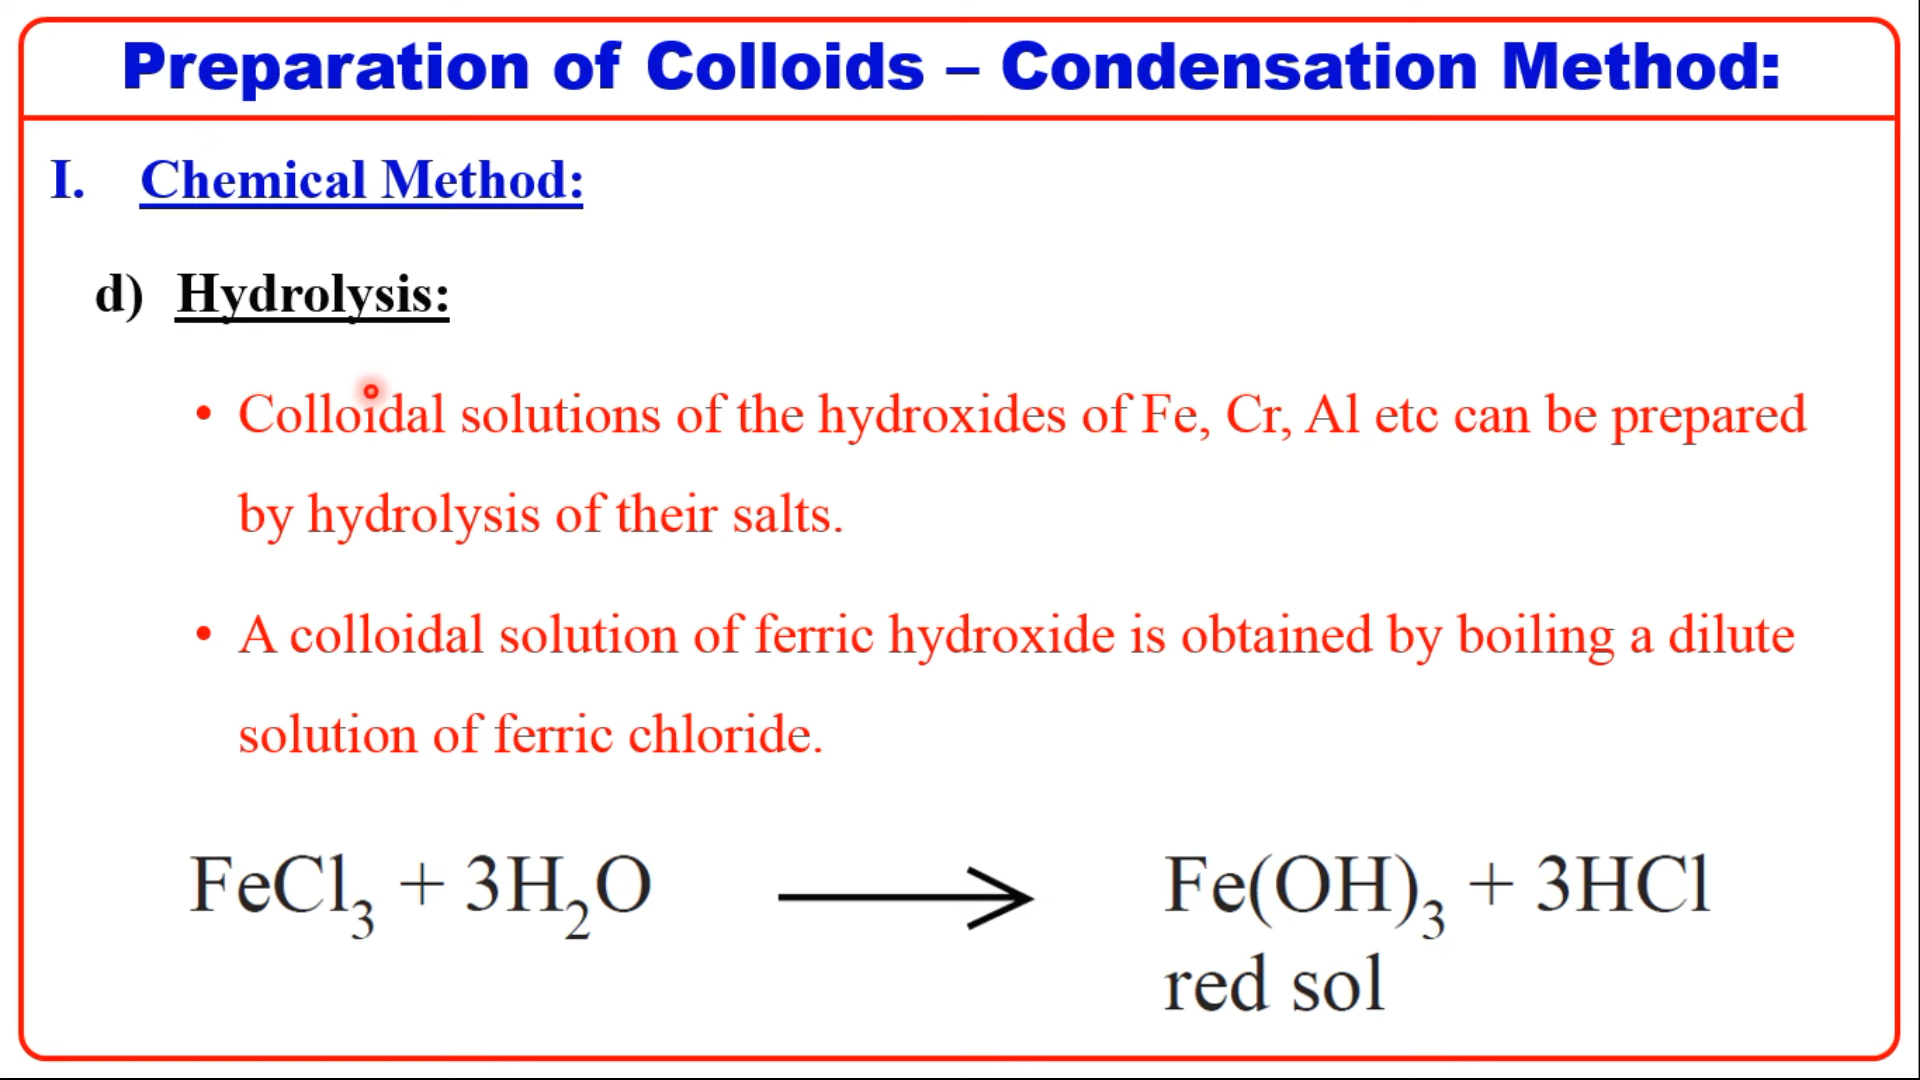 Preparation of Colloids – Condensation Method:
I. Chemical Method:
d) Hydrolysis:
• Colloidal solutions of the hydroxides of Fe, Cr, Al etc can be prepared
by hydrolysis of their salts.
• A colloidal solution of ferric hydroxide is obtained by boiling a dilute
solution of ferric chloride.
FeCl₃ + 3H₂O ⟶ Fe(OH)₃ + 3HCl
red sol